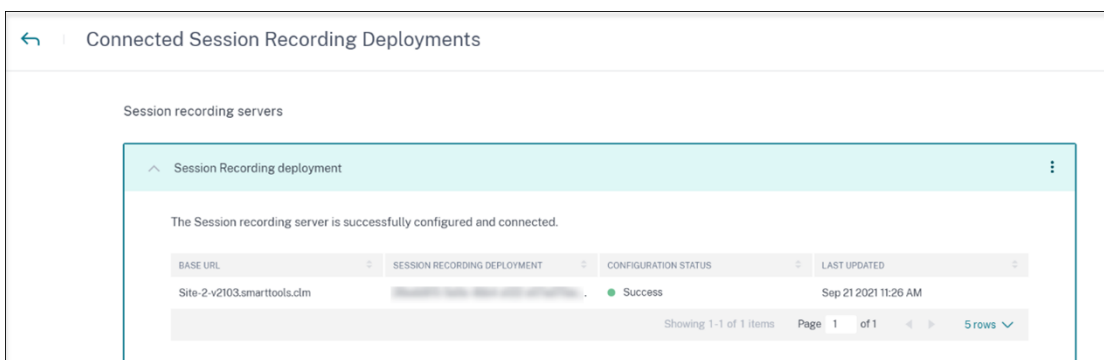 Connected Session Recording Deployments
Session recording servers
Session Recording deployment
The Session recording server is successfully configured and connected.
BASE URL SESSION RECORDING DEPLOYMENT CONFIGURATION STATUS LAST UPDATED
Site-2-v2103.smarttools.clm . Success Sep 21 2021 11:26 AM
Showing 1-1 of 1 items Page 1 of 1 5 rows